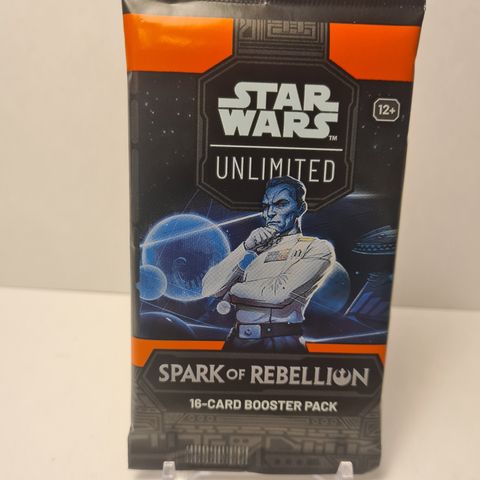 STAR
WARS
TM
UNLIMITED
12+
SPARK OF REBELLION
16-CARD BOOSTER PACK